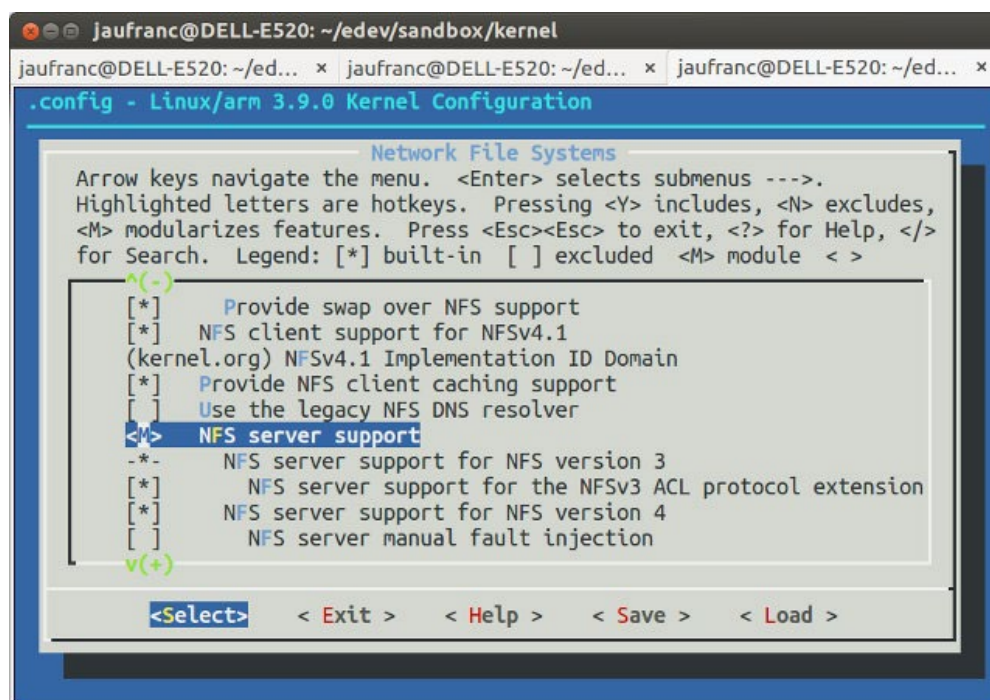 jaufranc@DELL-E520: ~/edev/sandbox/kernel
jaufranc@DELL-E520: ~/ed... × jaufranc@DELL-E520: ~/ed... × jaufranc@DELL-E520: ~/ed... ×
.config - Linux/arm 3.9.0 Kernel Configuration
Network File Systems
Arrow keys navigate the menu. <Enter> selects submenus --->.
Highlighted letters are hotkeys. Pressing <Y> includes, <N> excludes,
<M> modularizes features. Press <Esc><Esc> to exit, <?> for Help, </>
for Search. Legend: [*] built-in [ ] excluded <M> module < >
^(-)
[*] Provide swap over NFS support
[*] NFS client support for NFSv4.1
(kernel.org) NFSv4.1 Implementation ID Domain
[*] Provide NFS client caching support
[ ] Use the legacy NFS DNS resolver
<M> NFS server support
-*- NFS server support for NFS version 3
[*] NFS server support for the NFSv3 ACL protocol extension
[*] NFS server support for NFS version 4
[ ] NFS server manual fault injection
v(+)
<Select> < Exit > < Help > < Save > < Load >